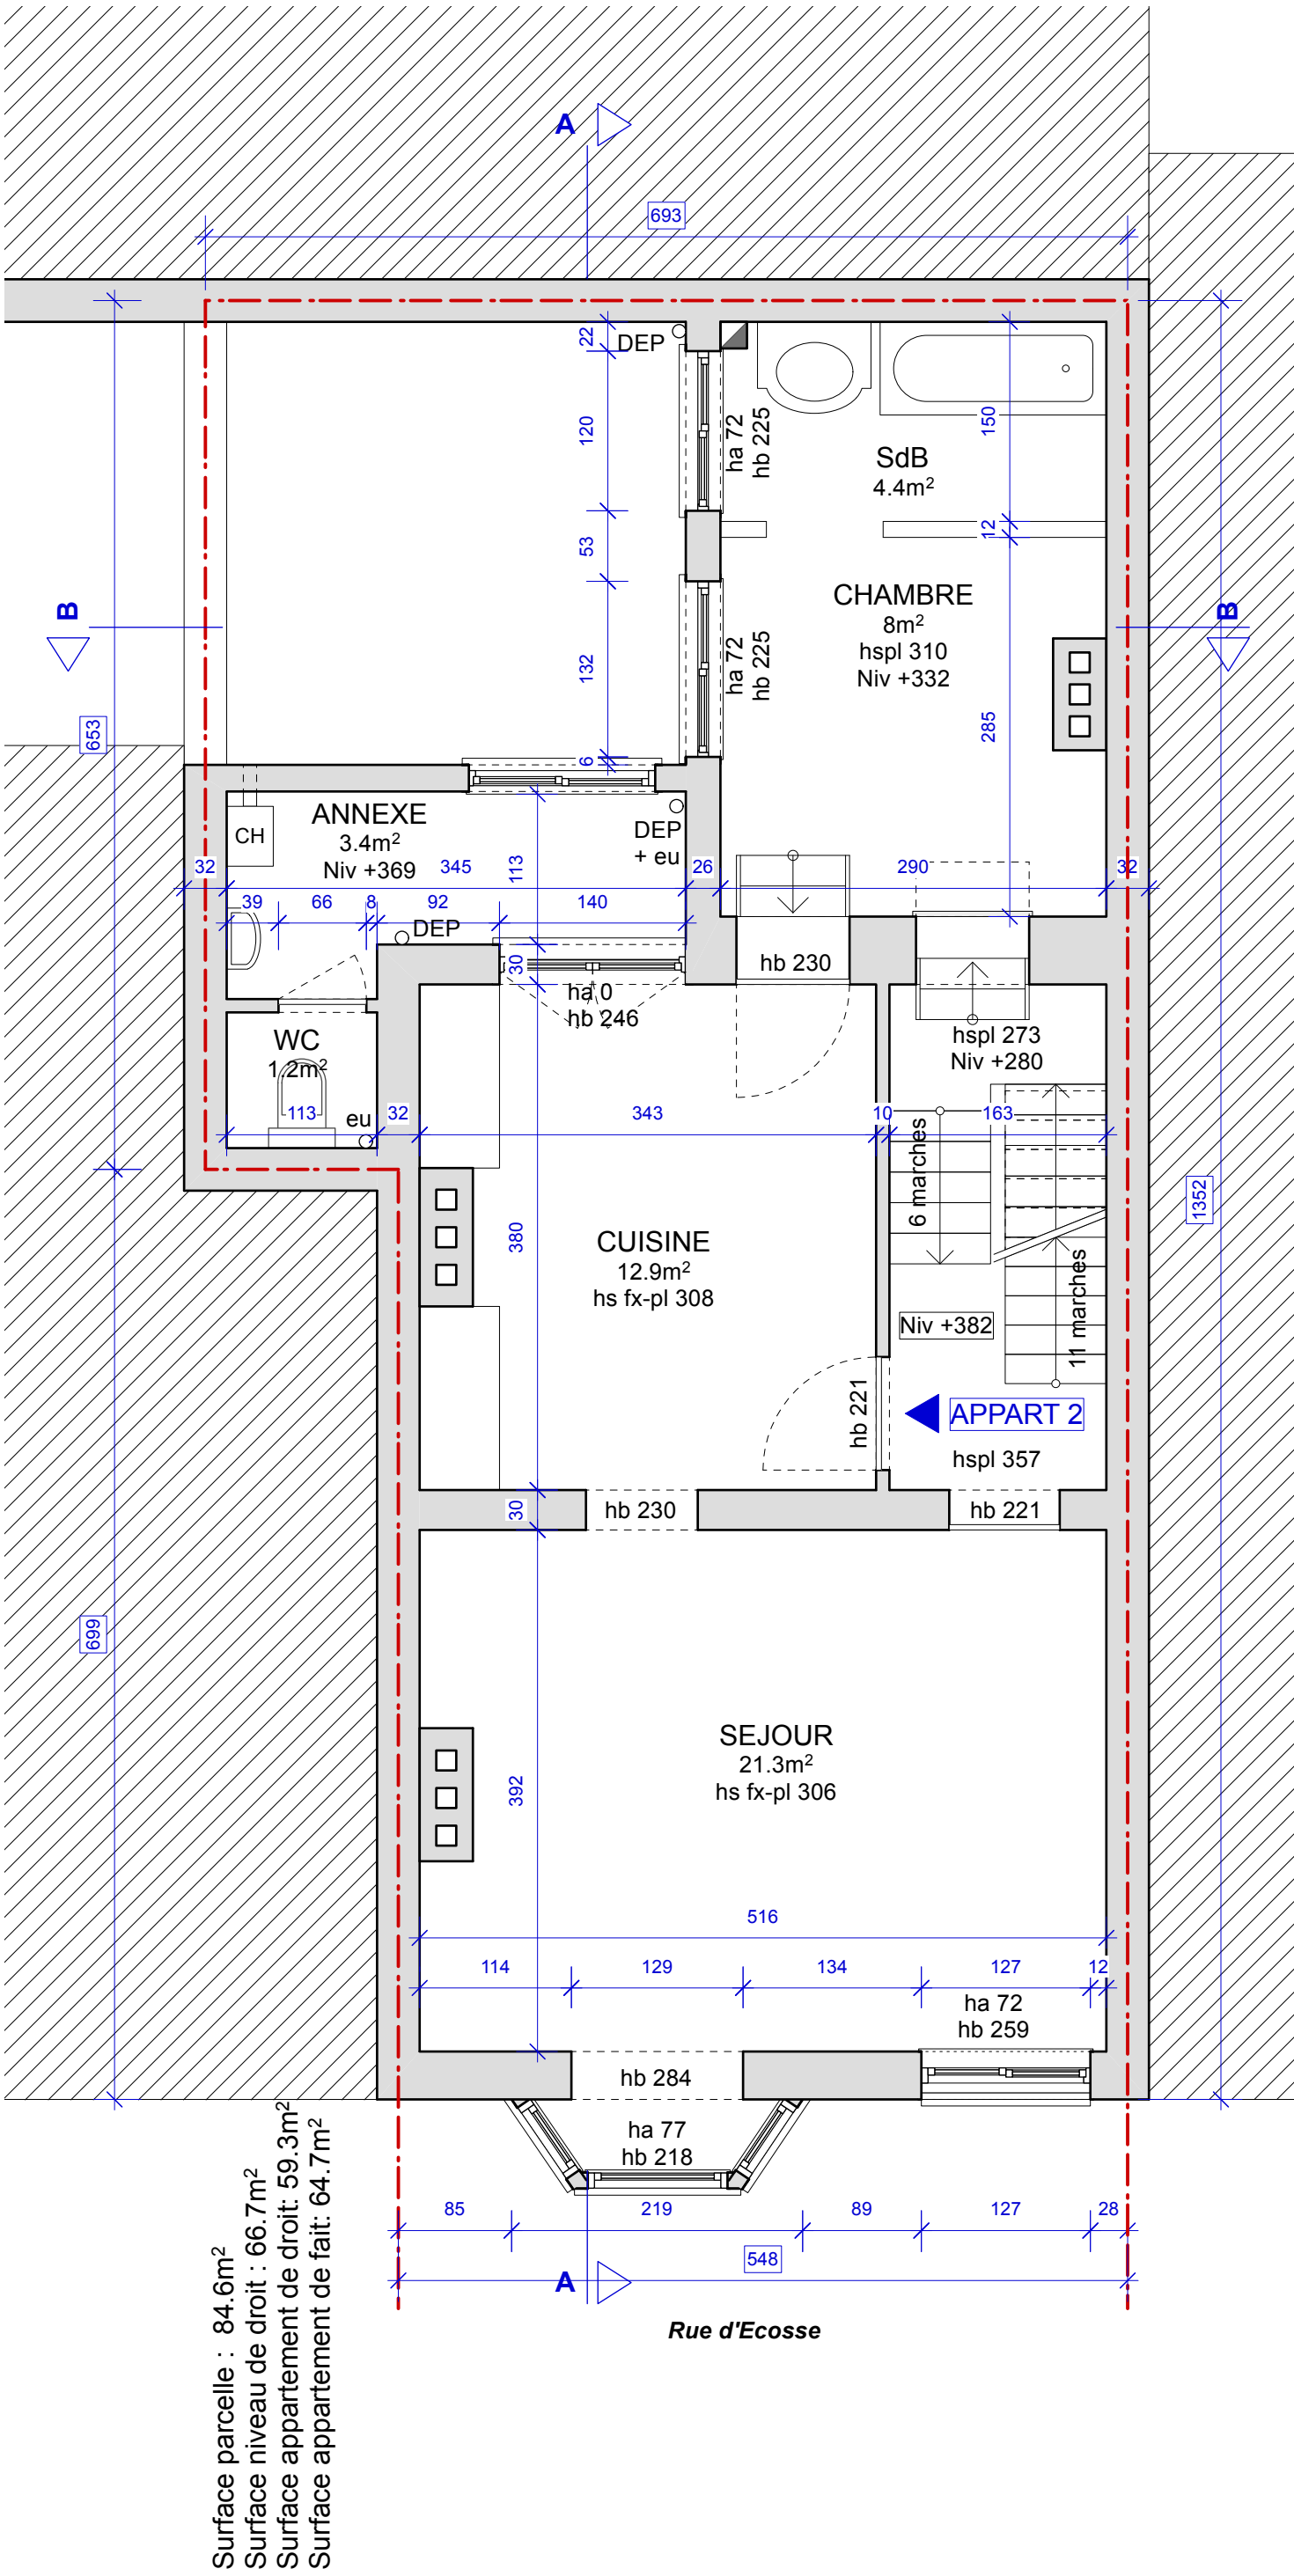 A
693
22
DEP
120
ha 72
hb 225
150
SdB
4.4m²
12
53
B
B
CHAMBRE
8m²
hspl 310
Niv +332
132
ha 72
hb 225
285
653
6
ANNEXE
3.4m²
Niv +369
CH
DEP
+ eu
113
32
345
26
290
32
39
66
8
92
140
DEP
30
hb 230
ha 0
hb 246
WC
1.2m²
hspl 273
Niv +280
113
eu
32
343
10
163
6 marches
1352
380
CUISINE
12.9m²
hs fx-pl 308
11 marches
Niv +382
hb 221
APPART 2
hspl 357
30
hb 230
hb 221
699
SEJOUR
21.3m²
hs fx-pl 306
392
516
114
129
134
127
12
ha 72
hb 259
hb 284
ha 77
hb 218
85
219
89
127
28
548
A
Rue d'Ecosse
Surface parcelle : 84.6m²
Surface niveau de droit : 66.7m²
Surface appartement de droit: 59.3m²
Surface appartement de fait: 64.7m²